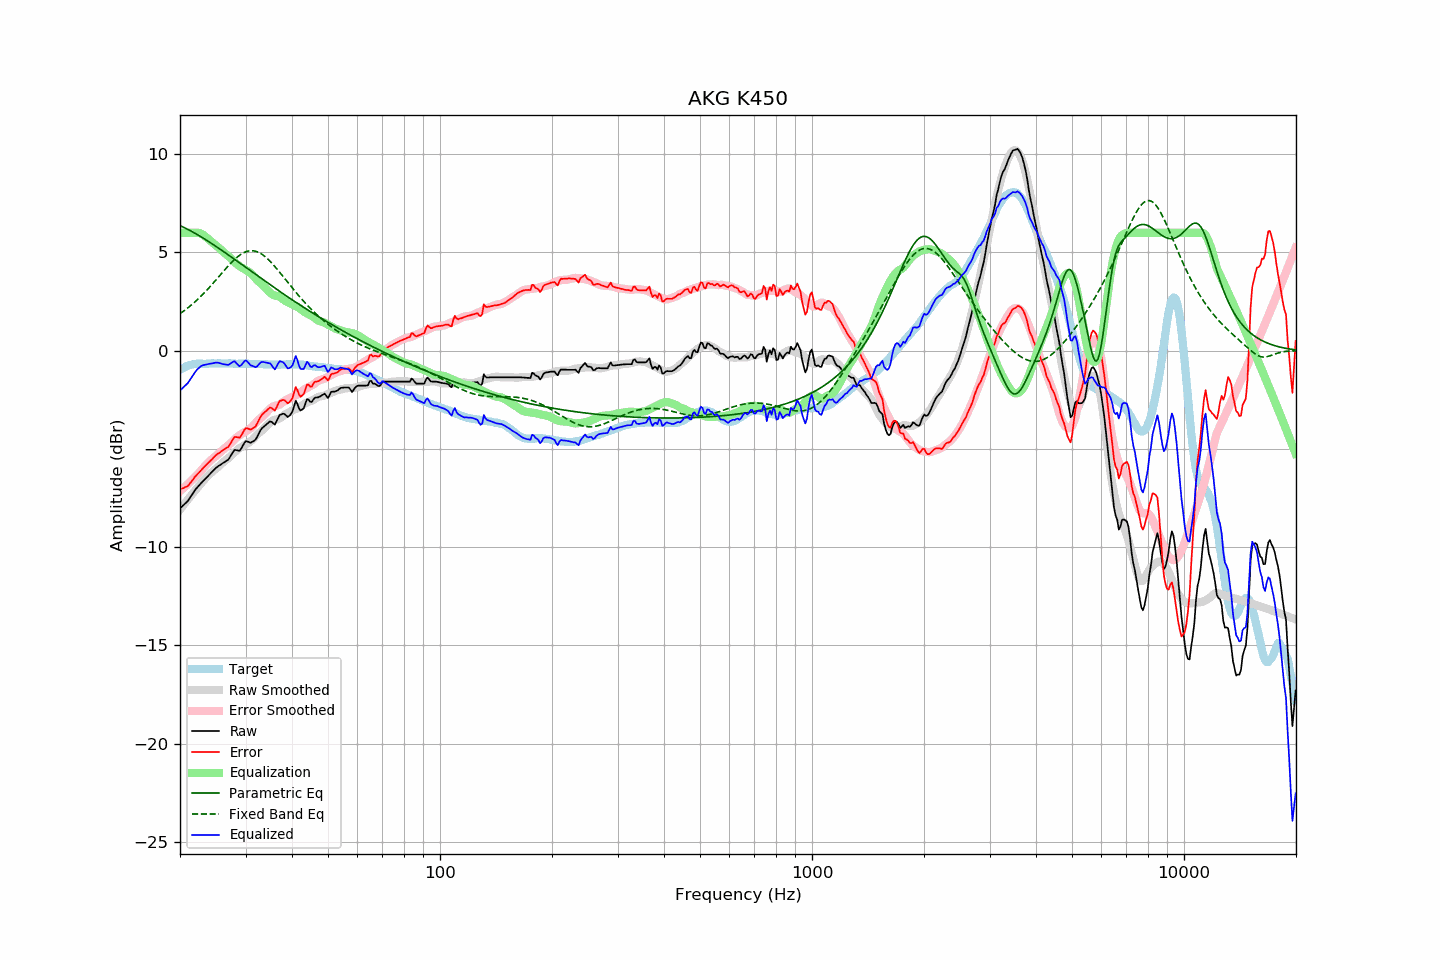 AKG K450
10
5
0
−5
−10
−15
−20
−25
Amplitude (dBr)
100
1000
10000
Frequency (Hz)
Target
Raw Smoothed
Error Smoothed
Raw
Error
Equalization
Parametric Eq
Fixed Band Eq
Equalized